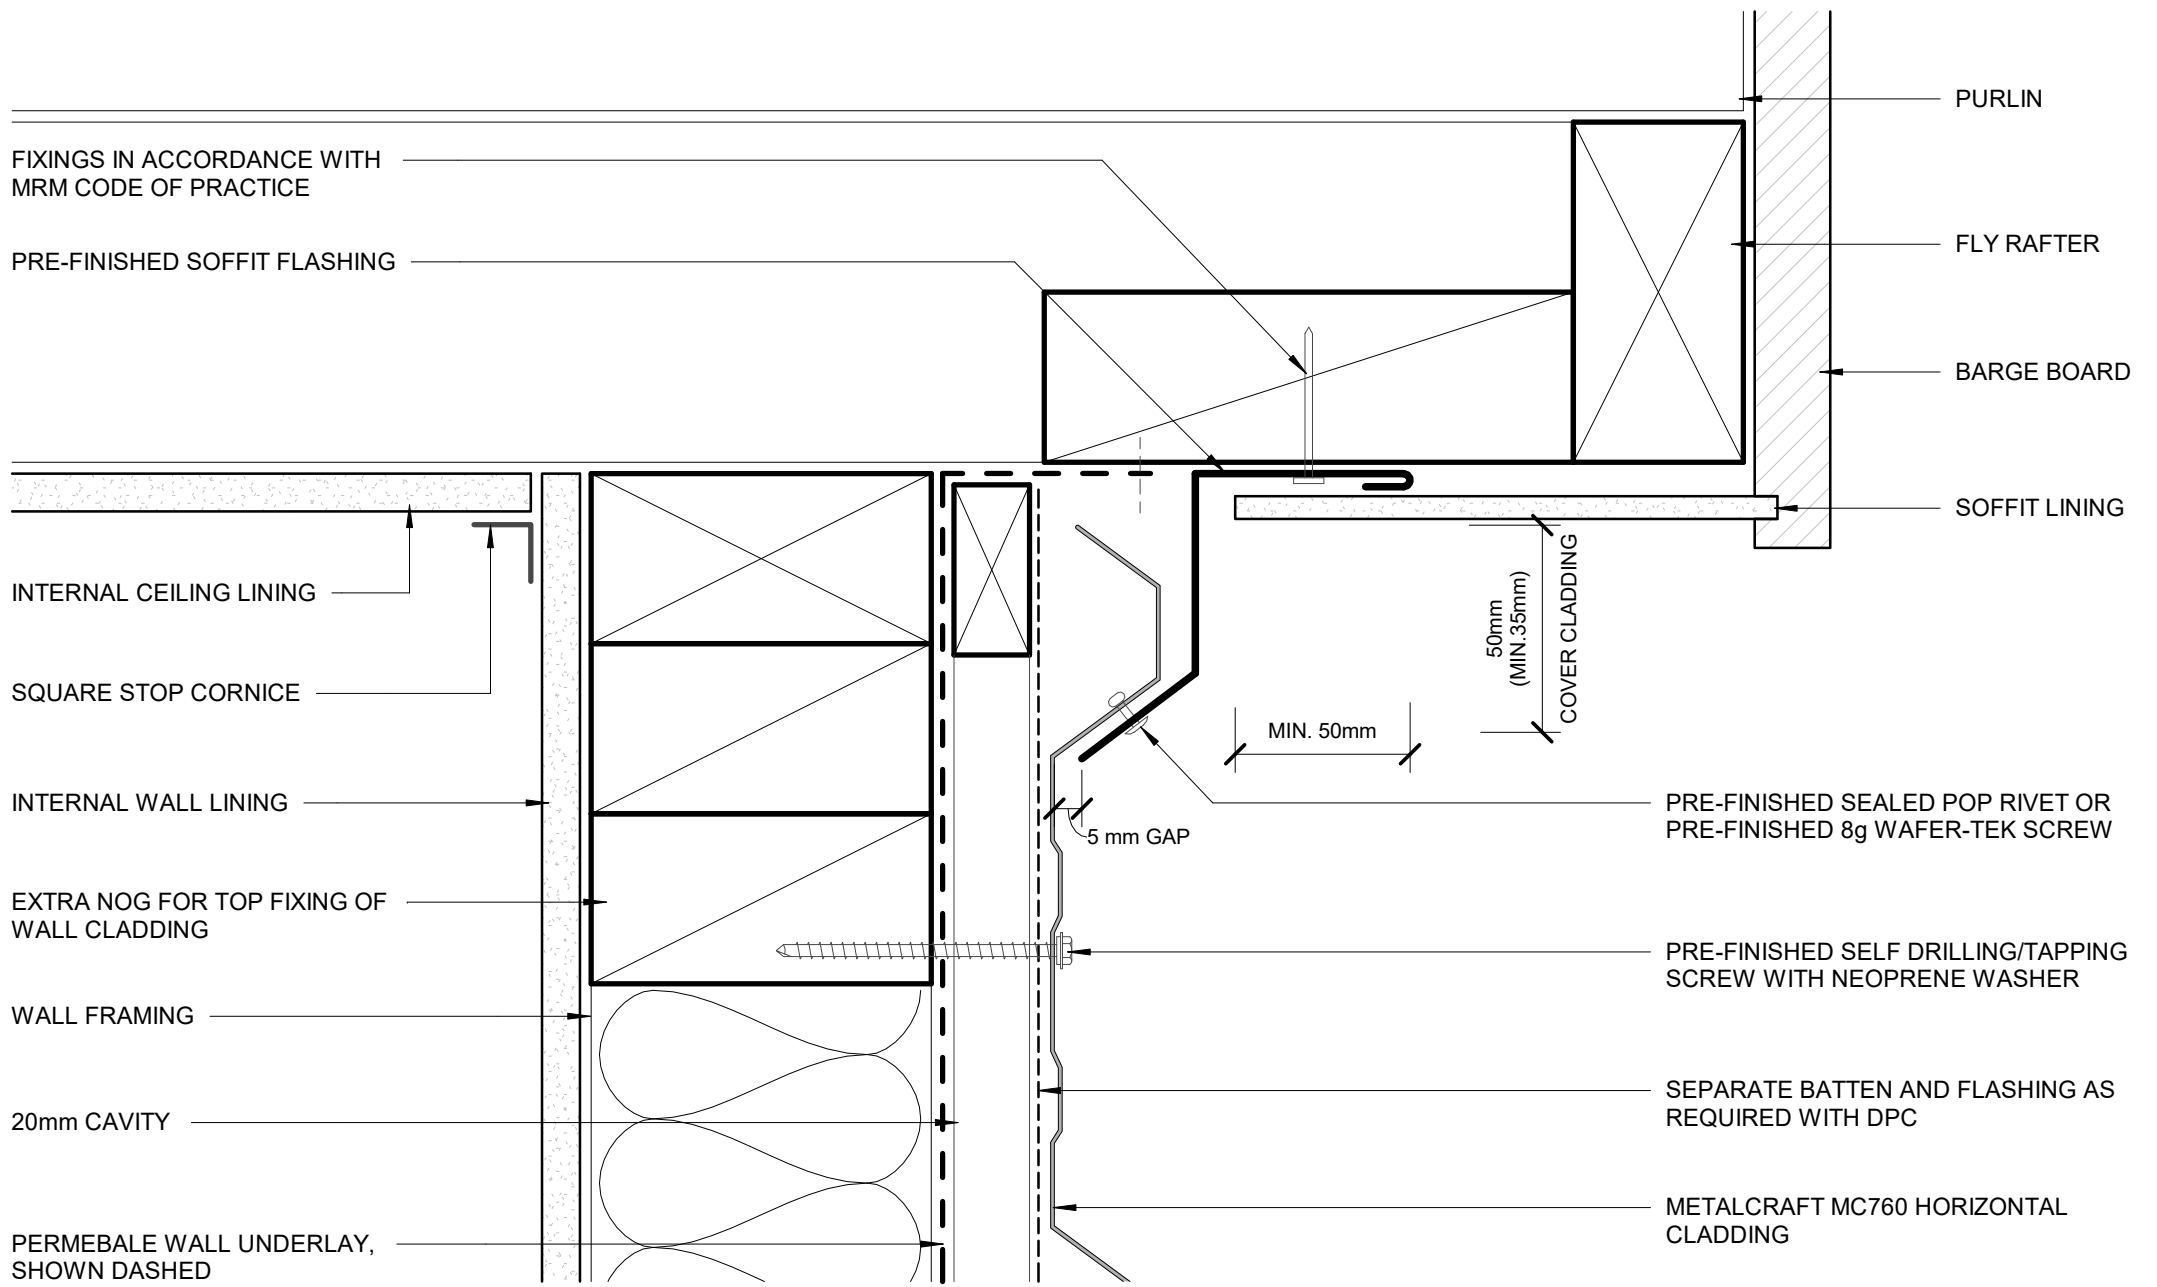 FIXINGS IN ACCORDANCE WITH
MRM CODE OF PRACTICE
PRE-FINISHED SOFFIT FLASHING
INTERNAL CEILING LINING
SQUARE STOP CORNICE
INTERNAL WALL LINING
EXTRA NOG FOR TOP FIXING OF
WALL CLADDING
WALL FRAMING
20mm CAVITY
PERMEBALE WALL UNDERLAY,
SHOWN DASHED
50mm
(MIN.35mm)
COVER CLADDING
MIN. 50mm
5 mm GAP
PURLIN
FLY RAFTER
BARGE BOARD
SOFFIT LINING
PRE-FINISHED SEALED POP RIVET OR
PRE-FINISHED 8g WAFER-TEK SCREW
PRE-FINISHED SELF DRILLING/TAPPING
SCREW WITH NEOPRENE WASHER
SEPARATE BATTEN AND FLASHING AS
REQUIRED WITH DPC
METALCRAFT MC760 HORIZONTAL
CLADDING